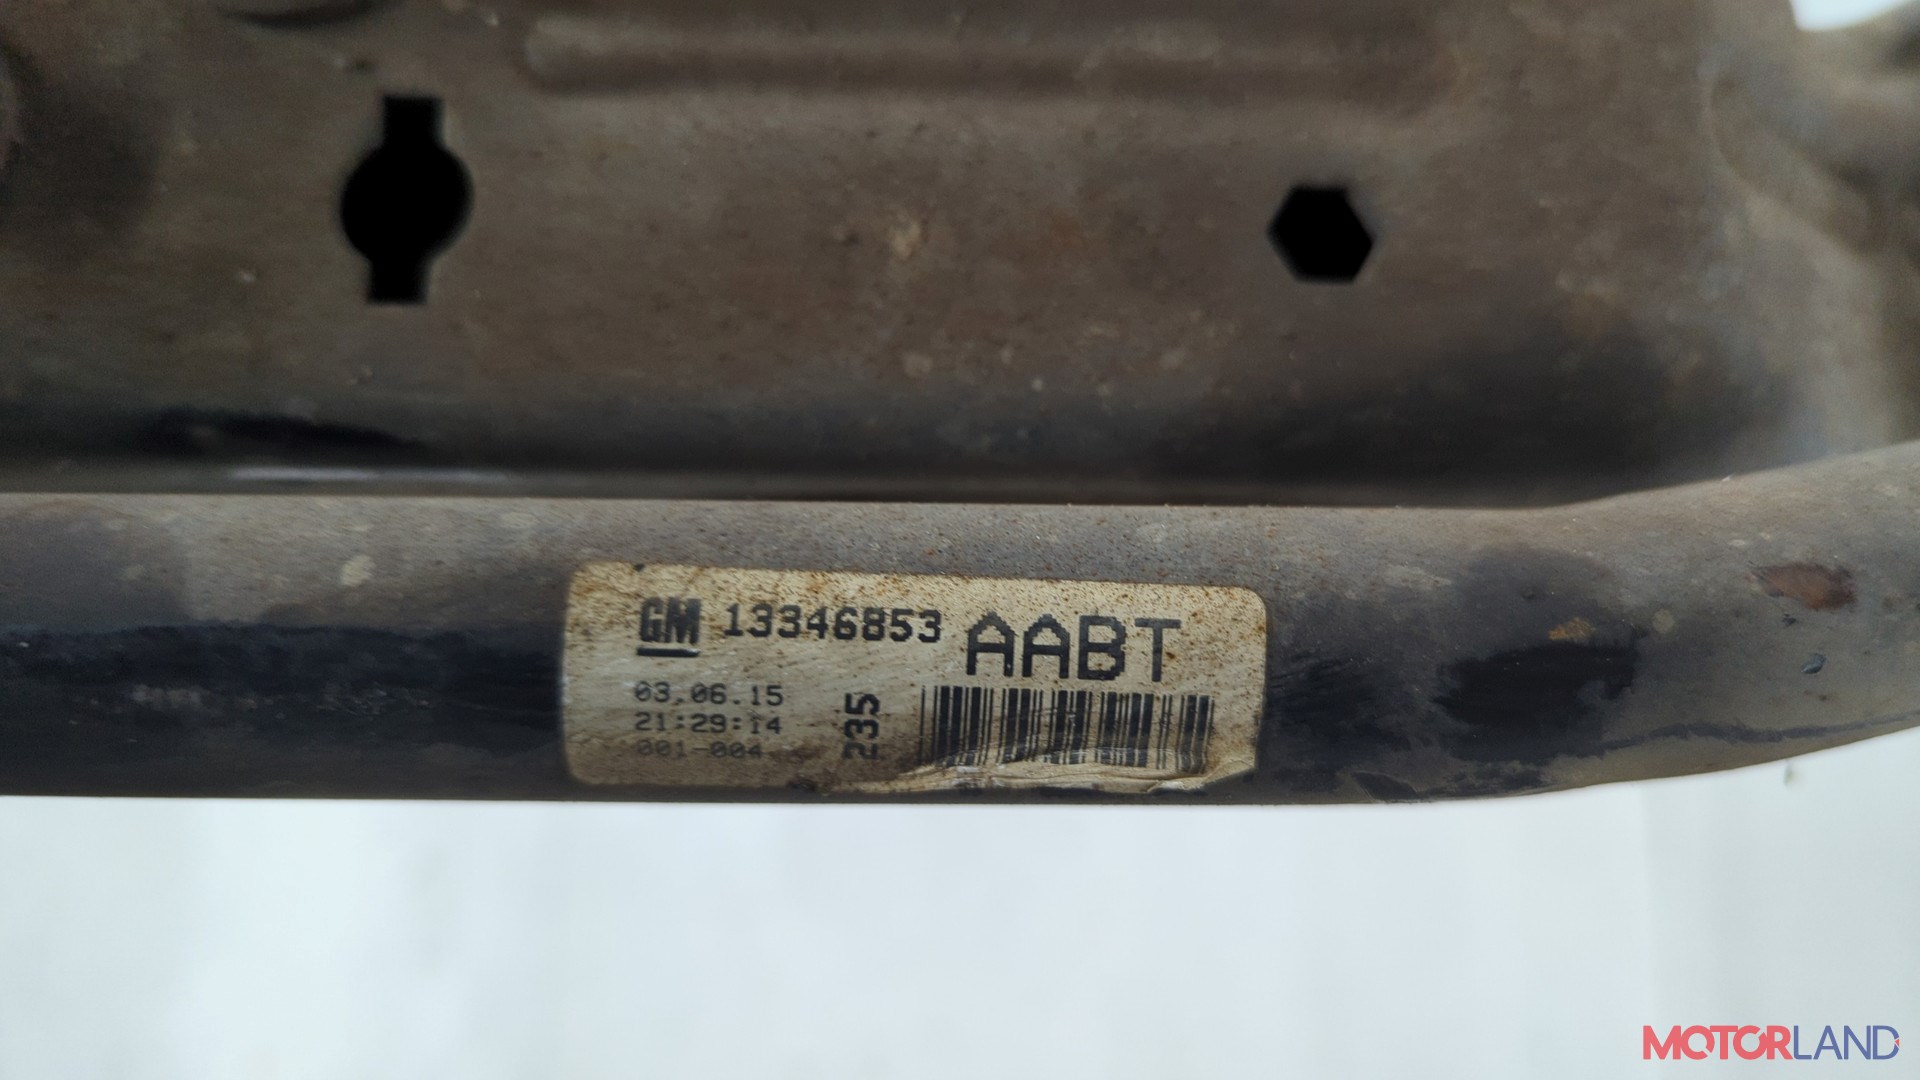 GM 13346853 AABT
03.06.15
21:29:14
001-004
235
MOTORLAND